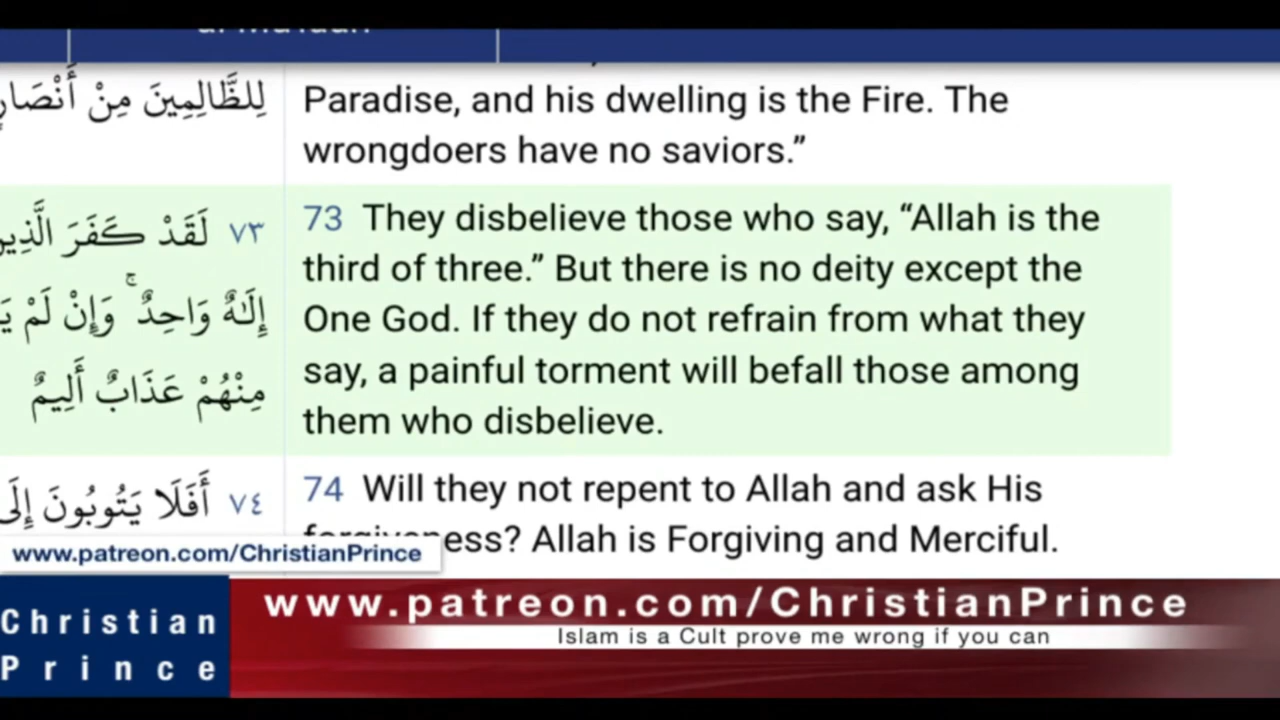 لِلظَّالِمِينَ مِنْ أَنْصَارٍ
Paradise, and his dwelling is the Fire. The
wrongdoers have no saviors.”
٧٣ لَقَدْ كَفَرَ
إِلَٰهٌ وَاحِدٌ ۚ وَإِنْ لَمْ
مِنْهُمْ عَذَابٌ أَلِيمٌ
73 They disbelieve those who say, “Allah is the
third of three.” But there is no deity except the
One God. If they do not refrain from what they
say, a painful torment will befall those among
them who disbelieve.
٧٤ أَفَلَا يَتُوبُونَ إِلَى
74 Will they not repent to Allah and ask His
forgiveness? Allah is Forgiving and Merciful.
www.patreon.com/ChristianPrince
Christian
Prince
www.patreon.com/ChristianPrince
Islam is a Cult prove me wrong if you can